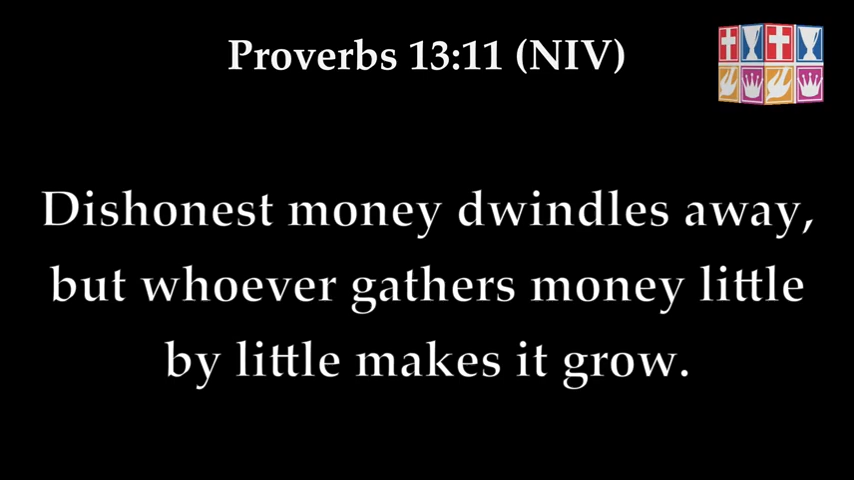 Proverbs 13:11 (NIV)
Dishonest money dwindles away,
but whoever gathers money little
by little makes it grow.